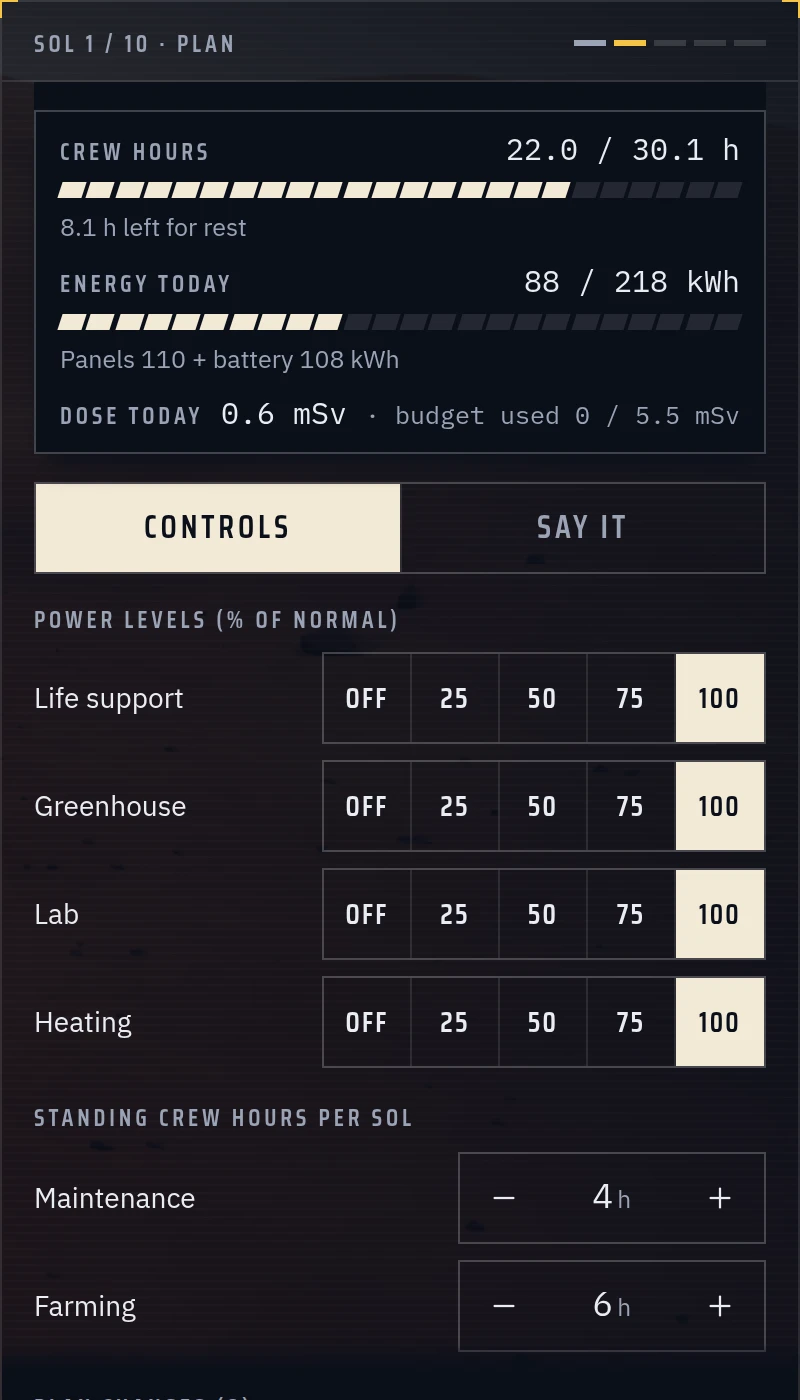 SOL 1 / 10 · PLAN
CREW HOURS 22.0 / 30.1 h
8.1 h left for rest
ENERGY TODAY 88 / 218 kWh
Panels 110 + battery 108 kWh
DOSE TODAY 0.6 mSv · budget used 0 / 5.5 mSv
CONTROLS SAY IT
POWER LEVELS (% OF NORMAL)
Life support OFF 25 50 75 100
Greenhouse OFF 25 50 75 100
Lab OFF 25 50 75 100
Heating OFF 25 50 75 100
STANDING CREW HOURS PER SOL
Maintenance − 4 h +
Farming − 6 h +